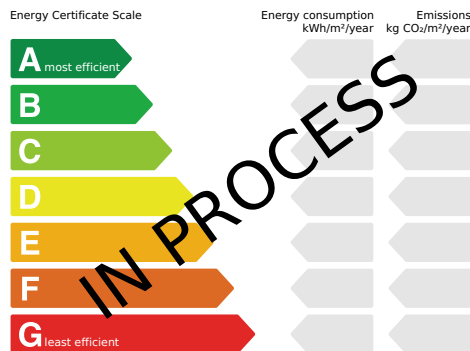 Energy Certificate Scale
Energy consumption
kWh/m²/year
Emissions
kg CO₂/m²/year
A most efficient
B
C
D
E
F
G least efficient
IN PROCESS